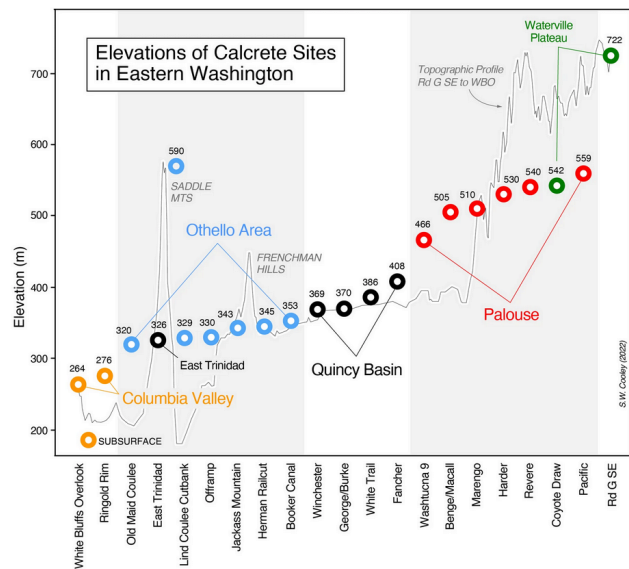 Elevations of Calcrete Sites
in Eastern Washington
Waterville
Plateau
722
Topographic Profile
Rd G SE to WBO
700
600
500
400
300
200
Elevation (m)
590
SADDLE
MTS
Othello Area
FRENCHMAN
HILLS
559
542
540
530
510
505
466
Palouse
408
386
370
369
353
345
343
330
329
326
320
East Trinidad
Quincy Basin
276
264
Columbia Valley
SUBSURFACE
S.W. Cooley (2022)
White Bluffs Overlook
Ringold Rim
Old Maid Coulee
East Trinidad
Lind Coulee Cutbank
Offramp
Jackass Mountain
Herman Railcut
Booker Canal
Winchester
George/Burke
White Trail
Fancher
Washtucna 9
Benge/Macall
Marengo
Harder
Revere
Coyote Draw
Pacific
Rd G SE